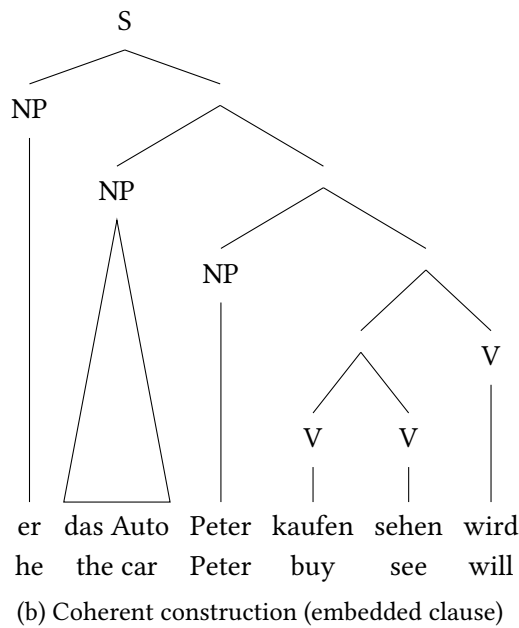 S
NP
NP
NP
V
V V
er das Auto Peter kaufen sehen wird
he the car Peter buy see will
(b) Coherent construction (embedded clause)